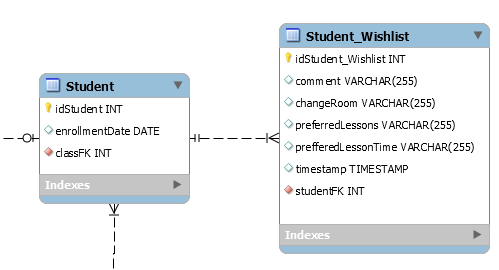 Student
idStudent INT
enrollmentDate DATE
classFK INT
Indexes
Student_Wishlist
idStudent_Wishlist INT
comment VARCHAR(255)
changeRoom VARCHAR(255)
preferredLessons VARCHAR(255)
prefferedLessonTime VARCHAR(255)
timestamp TIMESTAMP
studentFK INT
Indexes